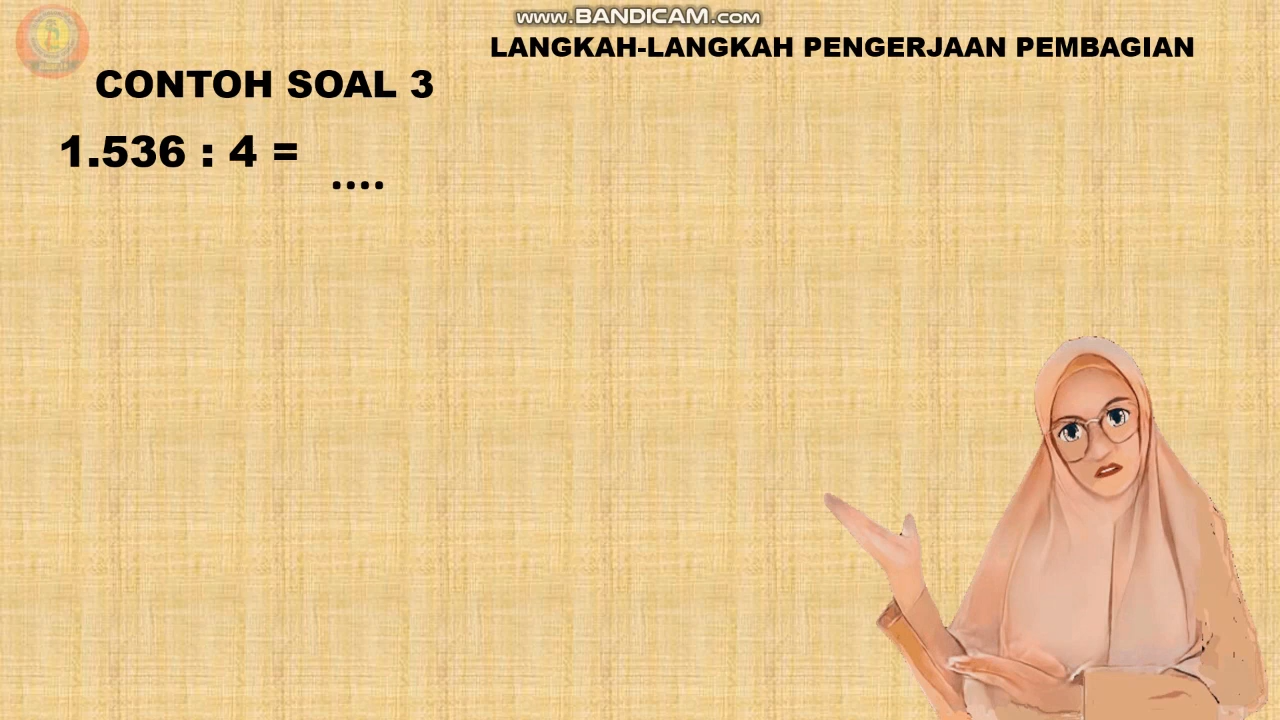 www.BANDICAM.com
LANGKAH-LANGKAH PENGERJAAN PEMBAGIAN
CONTOH SOAL 3
1.536 : 4 =
....